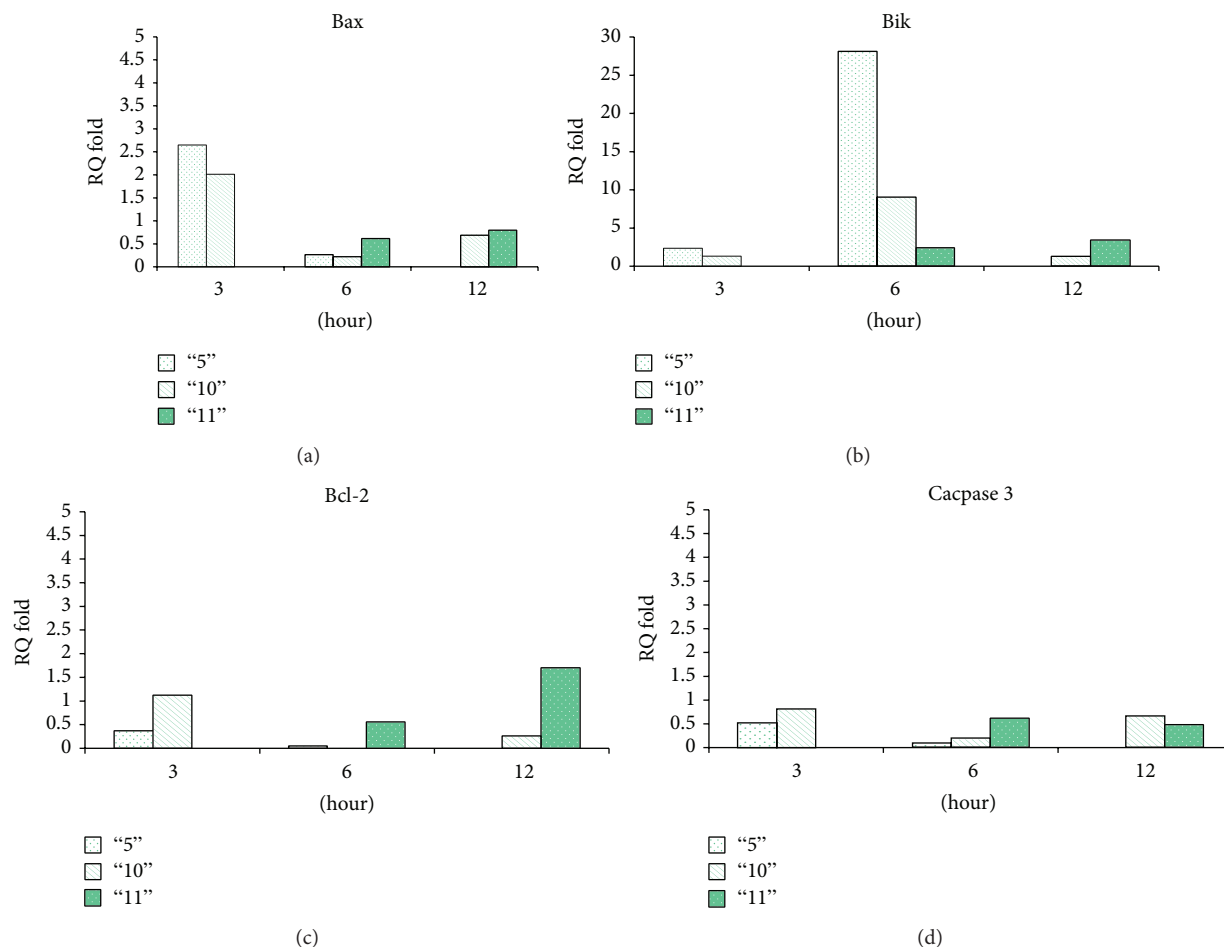 Bax
5
4.5
4
3.5
3
2.5
2
1.5
1
0.5
0
RQ fold
3 6 12
(hour)
“5”
“10”
“11”
(a)
Bik
30
25
20
15
10
5
0
RQ fold
3 6 12
(hour)
“5”
“10”
“11”
(b)
Bcl-2
5
4.5
4
3.5
3
2.5
2
1.5
1
0.5
0
RQ fold
3 6 12
(hour)
“5”
“10”
“11”
(c)
Cacpase 3
5
4.5
4
3.5
3
2.5
2
1.5
1
0.5
0
RQ fold
3 6 12
(hour)
“5”
“10”
“11”
(d)